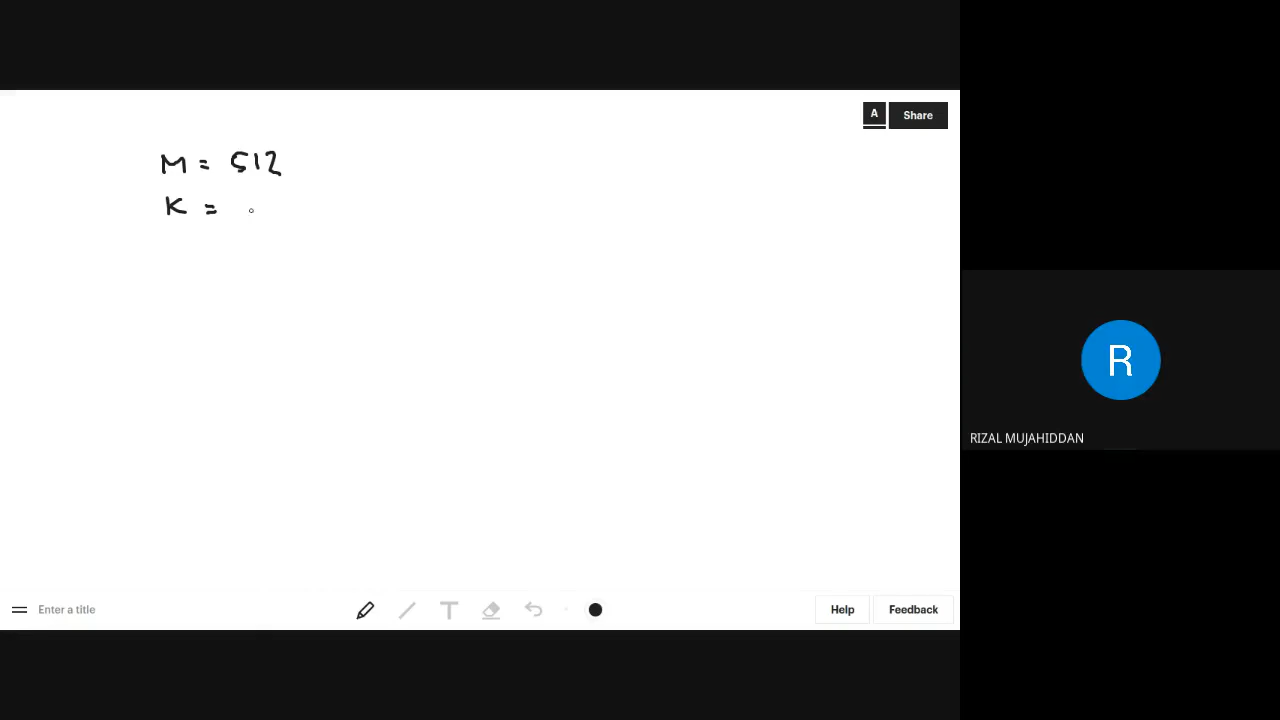 A Share
M = 512
K =
R
RIZAL MUJAHIDDAN
Enter a title
T
Help Feedback